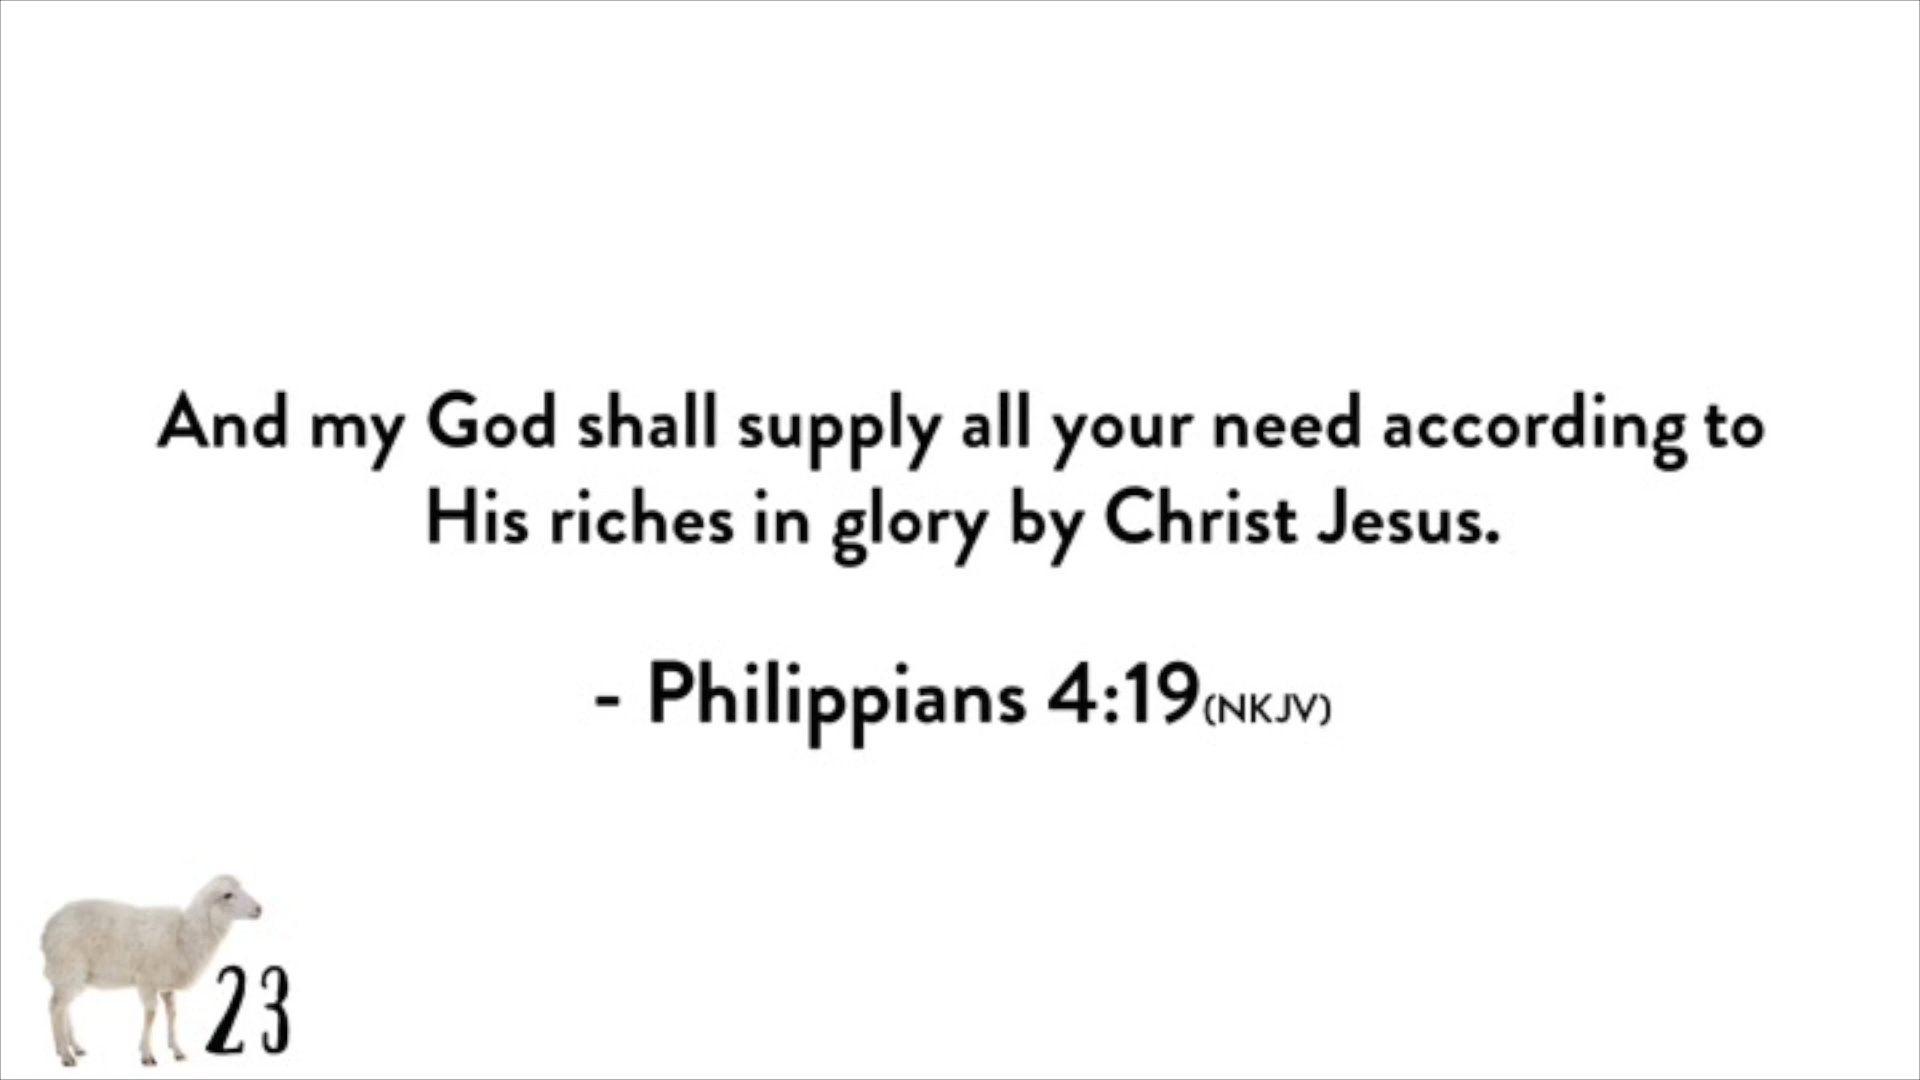 And my God shall supply all your need according to
His riches in glory by Christ Jesus.
- Philippians 4:19(NKJV)
23